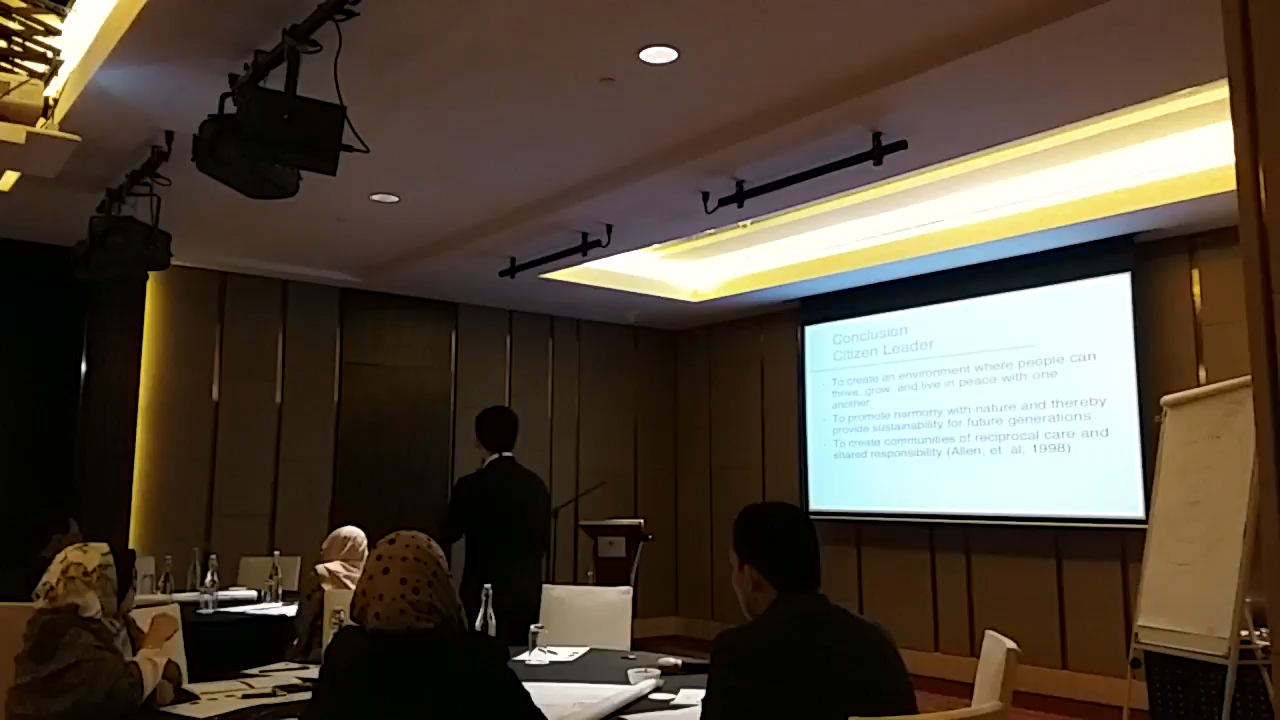 Conclusion
Citizen Leader
To create an environment where people can
thrive, grow, and live in peace with one
another
To promote harmony with nature and thereby
provide sustainability for future generations
To create communities of reciprocal care and
shared responsibility (Allen, et. al, 1998)